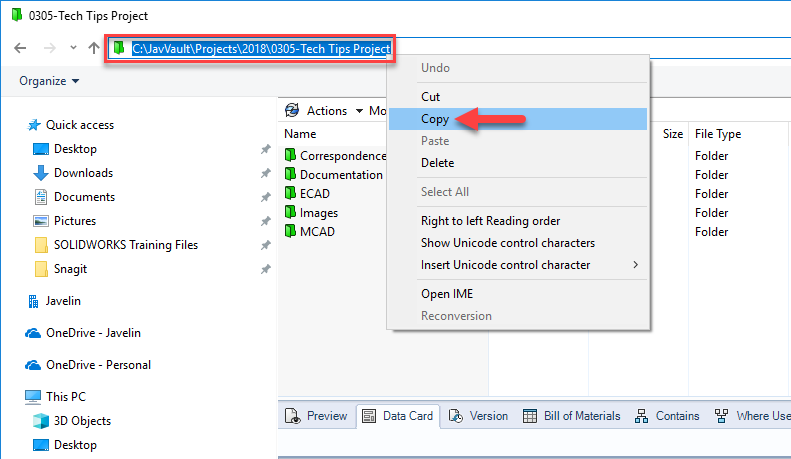 0305-Tech Tips Project
C:\JavVault\Projects\2018\0305-Tech Tips Project
Organize
Quick access
Desktop
Downloads
Documents
Pictures
SOLIDWORKS Training Files
Snagit
Javelin
OneDrive - Javelin
OneDrive - Personal
This PC
3D Objects
Desktop
Actions Mo
Name Size File Type
Correspondence Folder
Documentation Folder
ECAD Folder
Images Folder
MCAD Folder
Undo
Cut
Copy
Paste
Delete
Select All
Right to left Reading order
Show Unicode control characters
Insert Unicode control character
Open IME
Reconversion
Preview Data Card Version Bill of Materials Contains Where Use